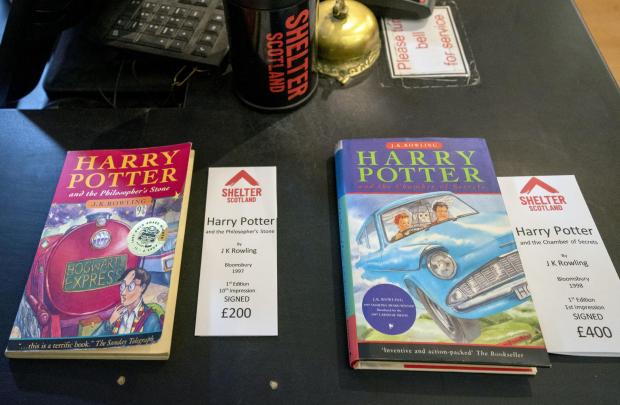 SHELTER
SCOTLAND
Please turn
bell
for service
HARRY
POTTER
and the Philosopher's Stone
J.K.ROWLING
HOGWARTS
EXPRESS
"...this is a terrific book." The Sunday Telegraph
SHELTER
SCOTLAND
Harry Potter
and the Philosopher's Stone
By
J K Rowling
Bloomsbury
1997
1st Edition
10th Impression
SIGNED
£200
J.K.ROWLING
HARRY
POTTER
and the Chamber of Secrets
J.K. ROWLING
'Inventive and action-packed' The Bookseller
SHELTER
SCOTLAND
Harry Potter
and the Chamber of Secrets
By
J K Rowling
Bloomsbury
1998
1st Edition
1st Impression
SIGNED
£400